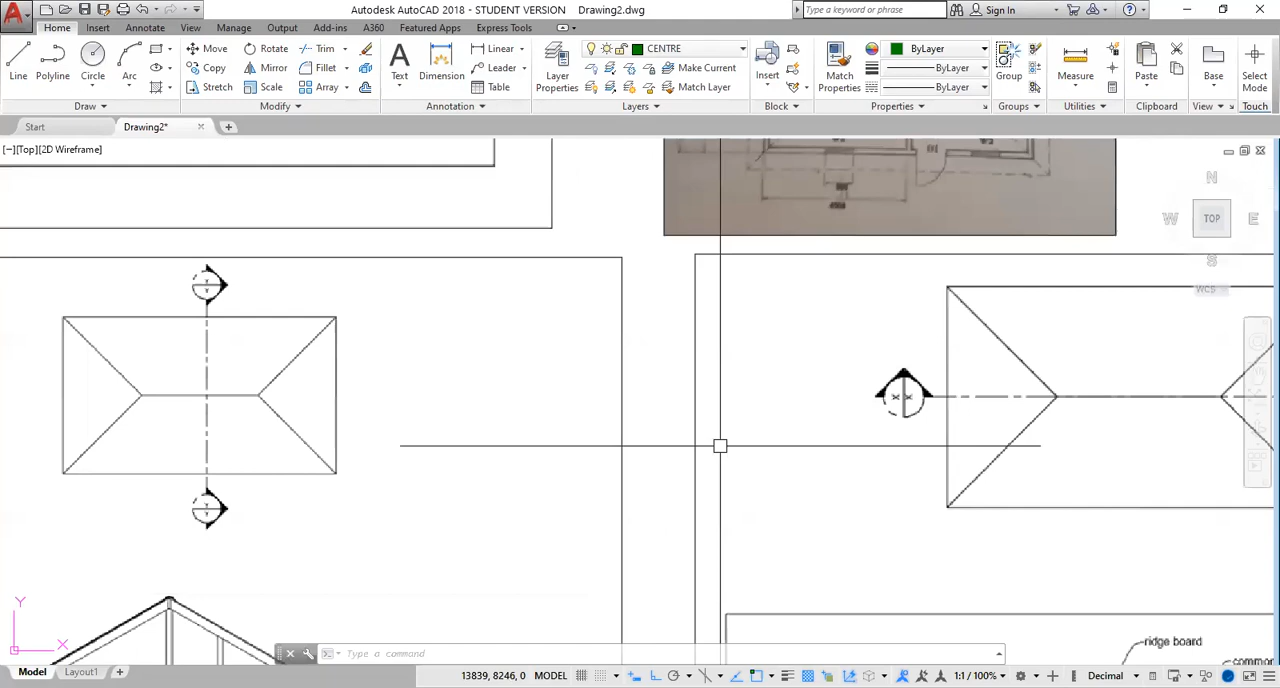 Autodesk AutoCAD 2018 - STUDENT VERSION Drawing2.dwg
Type a keyword or phrase
Sign In
Home Insert Annotate View Manage Output Add-ins A360 Featured Apps Express Tools
Line Polyline Circle Arc
Move Rotate Trim
Copy Mirror Fillet
Stretch Scale Array
Text Dimension
Linear
Leader
Table
Layer Properties
CENTRE
Make Current
Match Layer
Insert
Match Properties
ByLayer
ByLayer
ByLayer
Group
Measure
Paste
Base
Select Mode
Draw Modify Annotation Layers Block Properties Groups Utilities Clipboard View Touch
Start Drawing2*
[−][Top][2D Wireframe]
N
W TOP E
S
WCS
ridge board
Y
X
Type a command
Model Layout1
13839, 8246, 0 MODEL
1:1 / 100%
Decimal